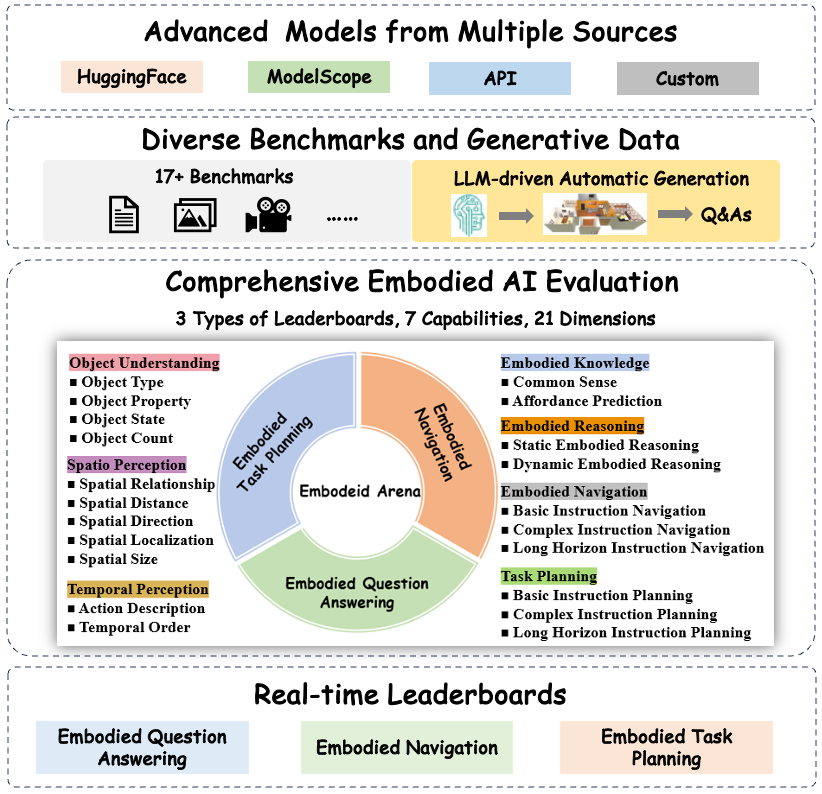 Advanced Models from Multiple Sources
HuggingFace
ModelScope
API
Custom
Diverse Benchmarks and Generative Data
17+ Benchmarks
......
LLM-driven Automatic Generation
Q&As
Comprehensive Embodied AI Evaluation
3 Types of Leaderboards, 7 Capabilities, 21 Dimensions
Object Understanding
■ Object Type
■ Object Property
■ Object State
■ Object Count
Spatio Perception
■ Spatial Relationship
■ Spatial Distance
■ Spatial Direction
■ Spatial Localization
■ Spatial Size
Temporal Perception
■ Action Description
■ Temporal Order
Embodied
Task Planning
Embodied
Navigation
Embodeid Arena
Embodied Question
Answering
Embodied Knowledge
■ Common Sense
■ Affordance Prediction
Embodied Reasoning
■ Static Embodied Reasoning
■ Dynamic Embodied Reasoning
Embodied Navigation
■ Basic Instruction Navigation
■ Complex Instruction Navigation
■ Long Horizon Instruction Navigation
Task Planning
■ Basic Instruction Planning
■ Complex Instruction Planning
■ Long Horizon Instruction Planning
Real-time Leaderboards
Embodied Question
Answering
Embodied Navigation
Embodied Task
Planning